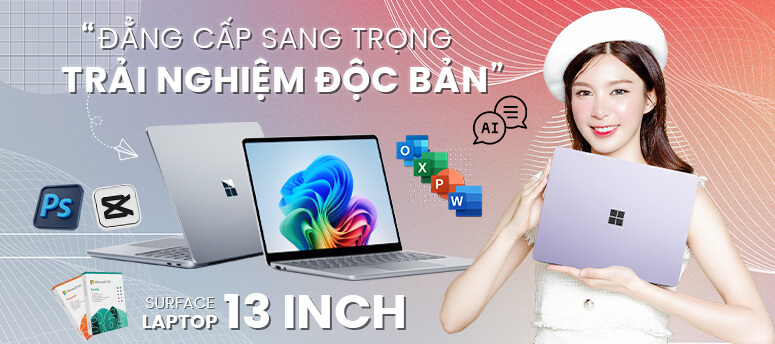 “ĐẲNG CẤP SANG TRỌNG
TRẢI NGHIỆM ĐỘC BẢN”
AI
O
X
P
W
Ps
SURFACE
LAPTOP 13 INCH